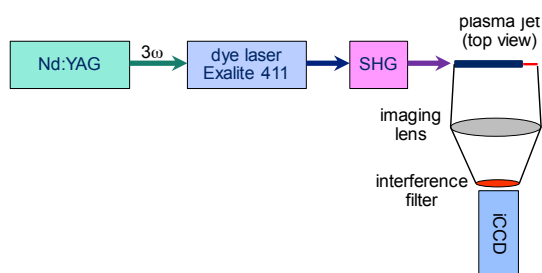 plasma jet
(top view)
Nd:YAG
3ω
dye laser
Exalite 411
SHG
imaging
lens
interference
filter
iCCD